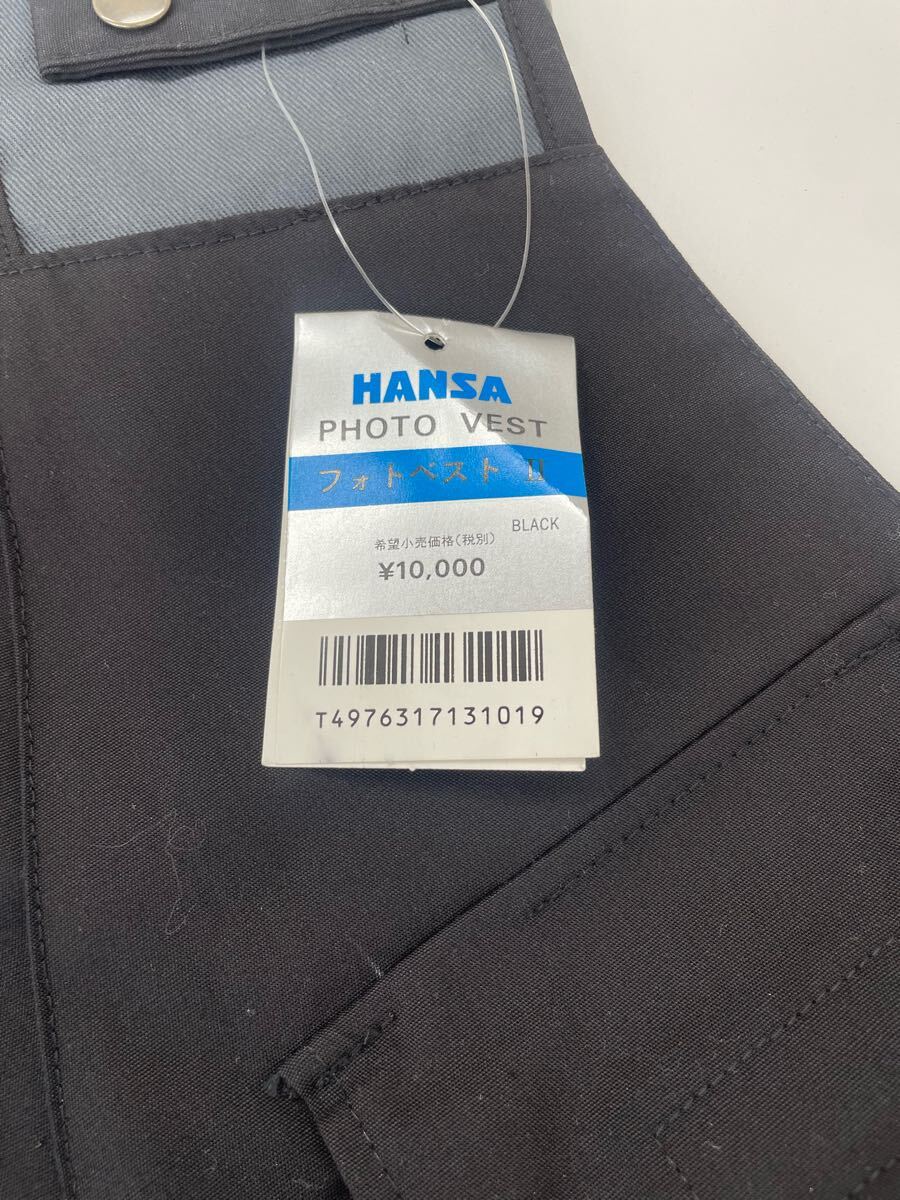 HANSA
PHOTO VEST
フォトベスト II
BLACK
希望小売価格(税別)
¥10,000
T4976317131019